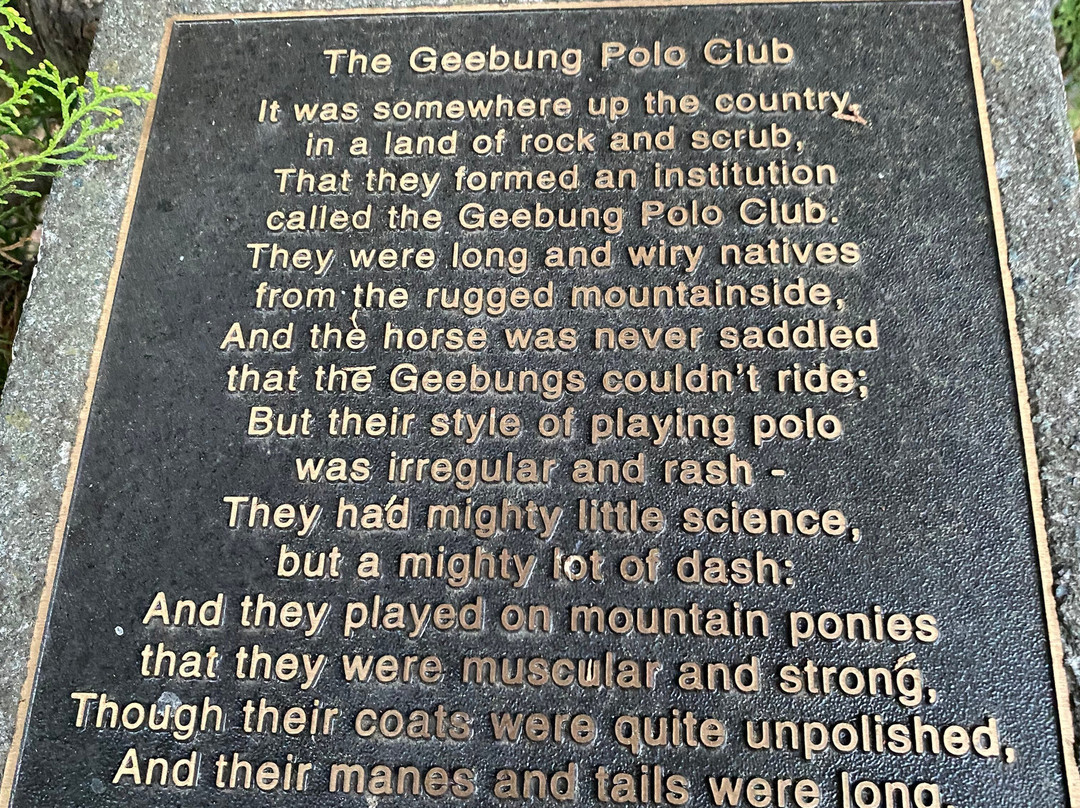 The Geebung Polo Club
It was somewhere up the country,
in a land of rock and scrub,
That they formed an institution
called the Geebung Polo Club.
They were long and wiry natives
from the rugged mountainside,
And the horse was never saddled
that the Geebungs couldn't ride;
But their style of playing polo
was irregular and rash -
They had mighty little science,
but a mighty lot of dash:
And they played on mountain ponies
that they were muscular and strong,
Though their coats were quite unpolished,
And their manes and tails were long.